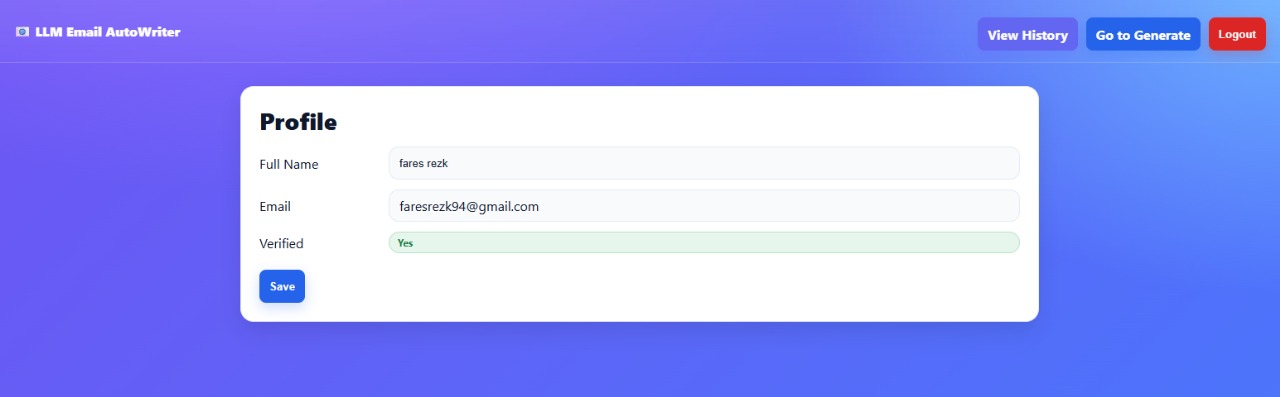 LLM Email AutoWriter
View History
Go to Generate
Logout
Profile
Full Name
fares rezk
Email
faresrezk94@gmail.com
Verified
Yes
Save